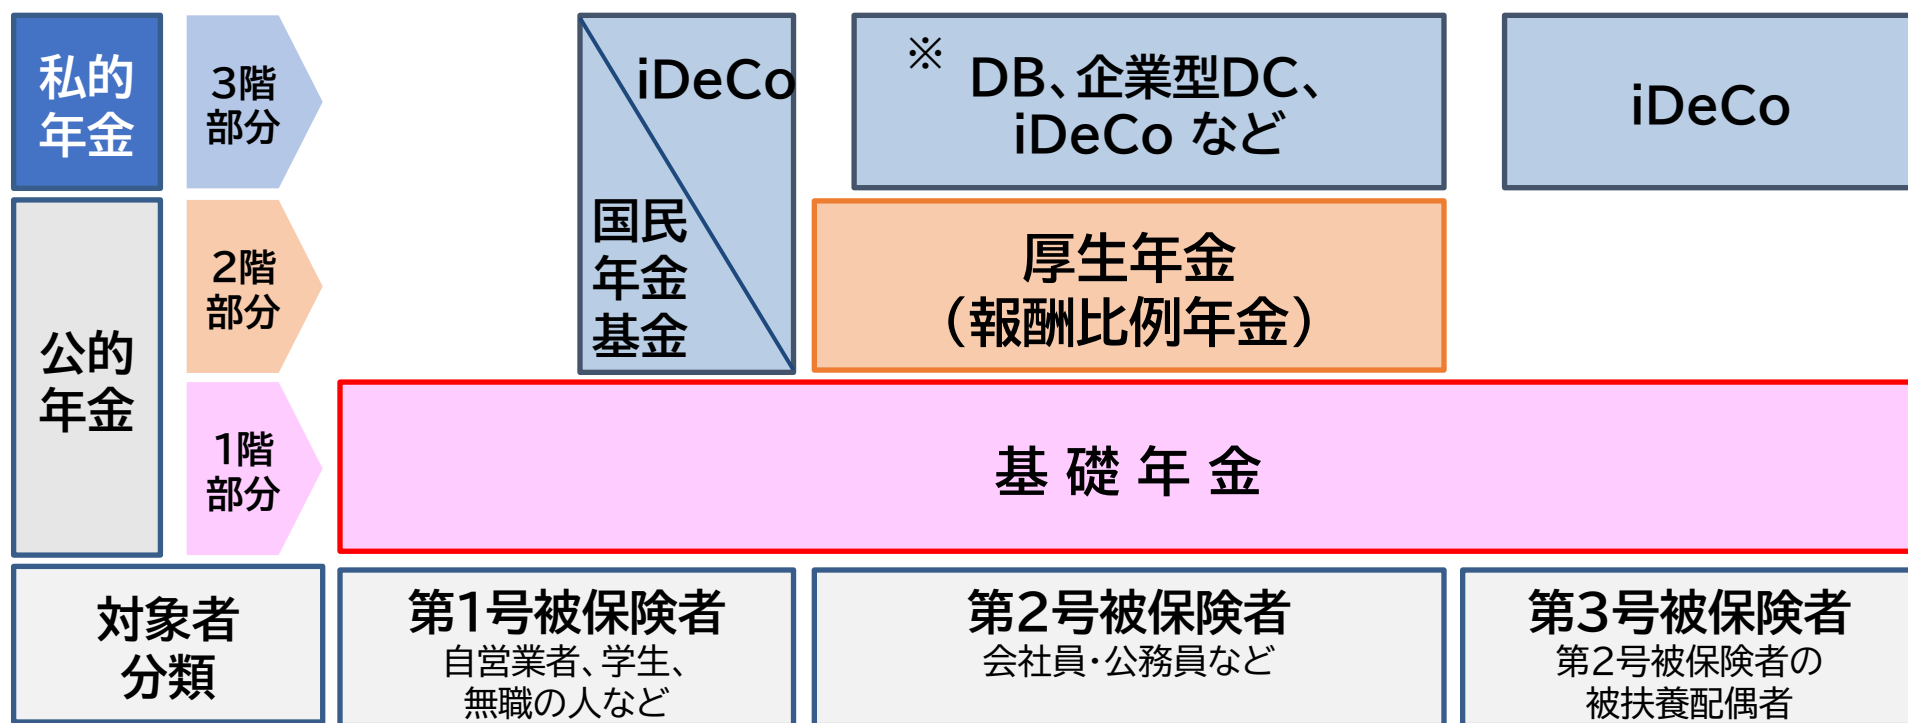 私的
年金
3階
部分
iDeCo
国民
年金
基金
※
DB、企業型DC、
iDeCo など
iDeCo
公的
年金
2階
部分
厚生年金
（報酬比例年金）
1階
部分
基 礎 年 金
対象者
分類
第1号被保険者
自営業者、学生、
無職の人など
第2号被保険者
会社員・公務員など
第3号被保険者
第2号被保険者の
被扶養配偶者